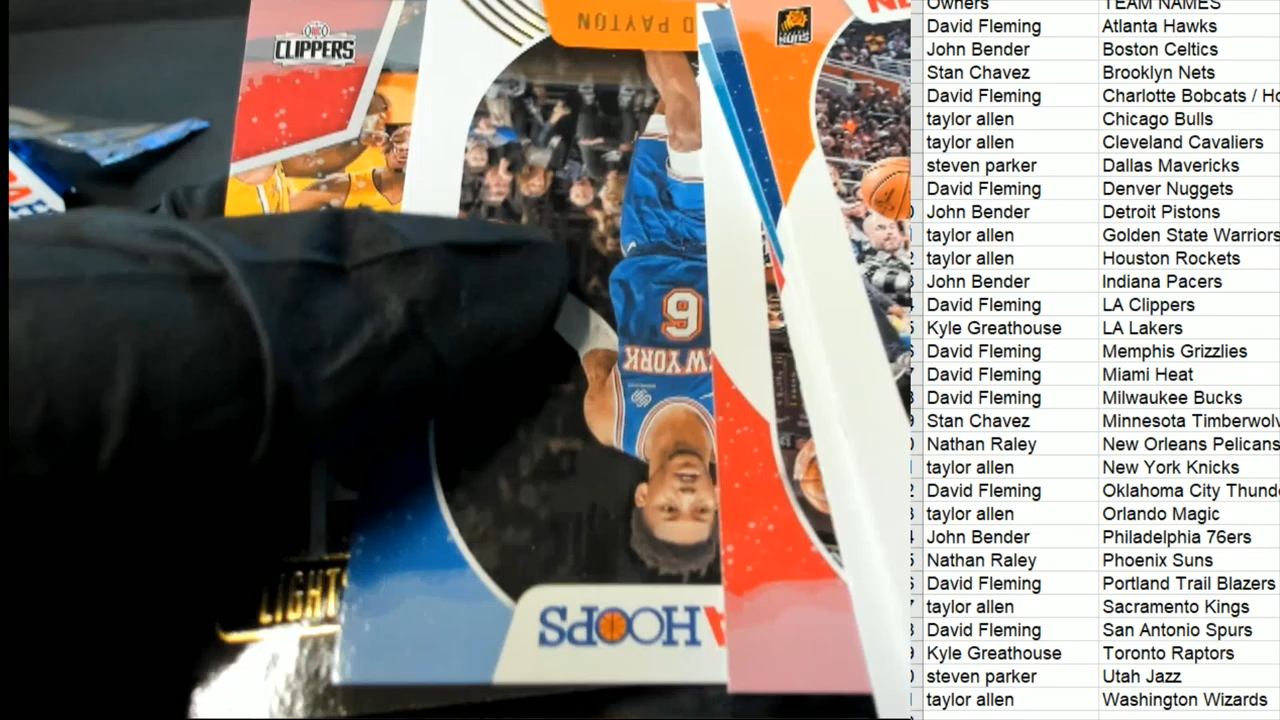 CLIPPERS
D PAYTON
SUNS
6
NEW YORK
HOOPS
LIGHTS
Owners TEAM NAMES
David Fleming Atlanta Hawks
John Bender Boston Celtics
Stan Chavez Brooklyn Nets
David Fleming Charlotte Bobcats / Ho
taylor allen Chicago Bulls
taylor allen Cleveland Cavaliers
steven parker Dallas Mavericks
David Fleming Denver Nuggets
John Bender Detroit Pistons
taylor allen Golden State Warriors
taylor allen Houston Rockets
John Bender Indiana Pacers
David Fleming LA Clippers
Kyle Greathouse LA Lakers
David Fleming Memphis Grizzlies
David Fleming Miami Heat
David Fleming Milwaukee Bucks
Stan Chavez Minnesota Timberwolv
Nathan Raley New Orleans Pelicans
taylor allen New York Knicks
David Fleming Oklahoma City Thunde
taylor allen Orlando Magic
John Bender Philadelphia 76ers
Nathan Raley Phoenix Suns
David Fleming Portland Trail Blazers
taylor allen Sacramento Kings
David Fleming San Antonio Spurs
Kyle Greathouse Toronto Raptors
steven parker Utah Jazz
taylor allen Washington Wizards